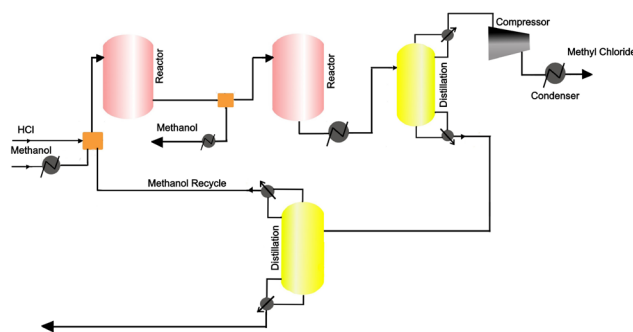 Compressor
Methyl Chloride
Condenser
Reactor
Reactor
Distillation
HCl
Methanol
Methanol
Methanol Recycle
Distillation